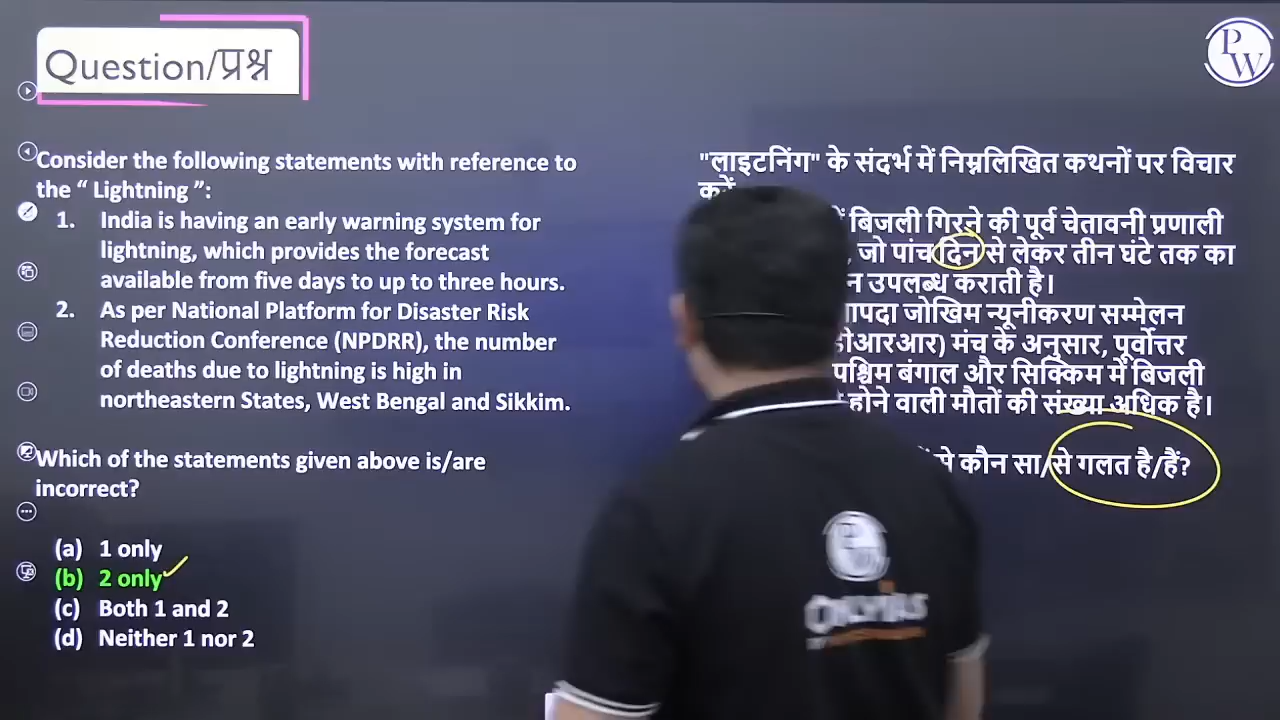 Question/प्रश्न
PW
Consider the following statements with reference to
the “ Lightning ”:
1. India is having an early warning system for
lightning, which provides the forecast
available from five days to up to three hours.
2. As per National Platform for Disaster Risk
Reduction Conference (NPDRR), the number
of deaths due to lightning is high in
northeastern States, West Bengal and Sikkim.
Which of the statements given above is/are
incorrect?
(a) 1 only
(b) 2 only
(c) Both 1 and 2
(d) Neither 1 nor 2
"लाइटनिंग" के संदर्भ में निम्नलिखित कथनों पर विचार
करें
बिजली गिरने की पूर्व चेतावनी प्रणाली
जो पांच दिन से लेकर तीन घंटे तक का
उपलब्ध कराती है।
जोखिम न्यूनीकरण सम्मेलन
मंच के अनुसार, पूर्वोत्तर
पश्चिम बंगाल और सिक्किम में बिजली
होने वाली मौतों की संख्या अधिक है।
से कौन सा/से गलत है/हैं?
PW